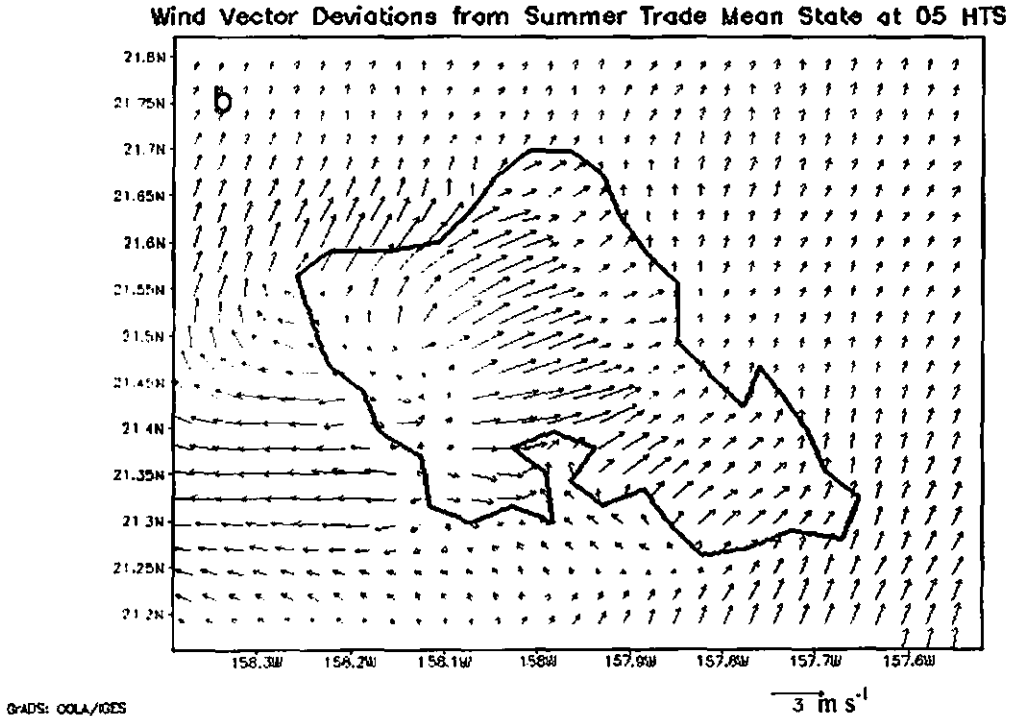 Wind Vector Deviations from Summer Trade Mean State at 05 HTS
b
21.8N
21.75N
21.7N
21.65N
21.6N
21.55N
21.5N
21.45N
21.4N
21.35N
21.3N
21.25N
21.2N
158.3W 158.2W 158.1W 158W 157.9W 157.8W 157.7W 157.6W
GrADS: COLA/IGES
3 m s⁻¹